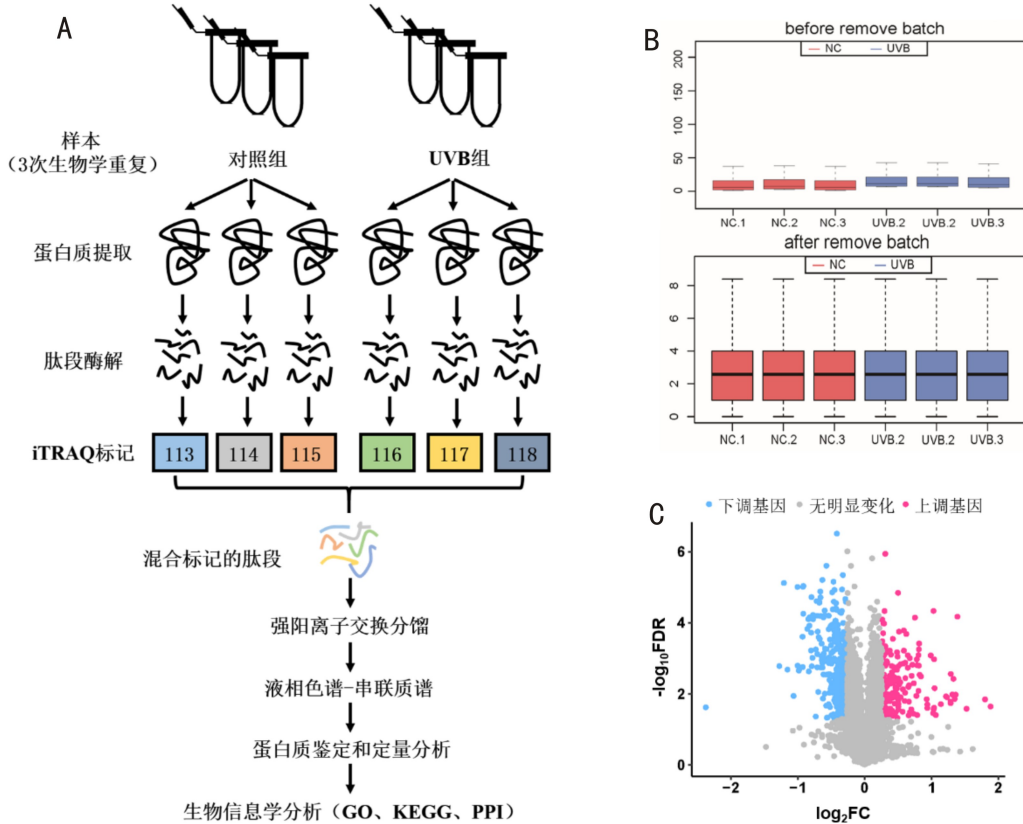 A
样本
（3次生物学重复）
对照组
UVB组
蛋白质提取
肽段酶解
iTRAQ标记
113
114
115
116
117
118
混合标记的肽段
强阳离子交换分馏
液相色谱-串联质谱
蛋白质鉴定和定量分析
生物信息学分析（GO、KEGG、PPI）
B
before remove batch
NC
UVB
200
150
100
50
0
NC.1
NC.2
NC.3
UVB.2
UVB.2
UVB.3
after remove batch
NC
UVB
8
6
4
2
0
NC.1
NC.2
NC.3
UVB.2
UVB.2
UVB.3
C
下调基因
无明显变化
上调基因
-log10FDR
6
4
2
0
−2
−1
0
1
2
log2FC